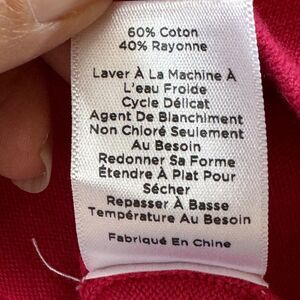 60% Coton
40% Rayonne
Laver À La Machine À
L'eau Froide
Cycle Délicat
Agent De Blanchiment
Non Chloré Seulement
Au Besoin
Redonner Sa Forme
Étendre À Plat Pour
Sécher
Repasser À Basse
Température Au Besoin
Fabriqué En Chine